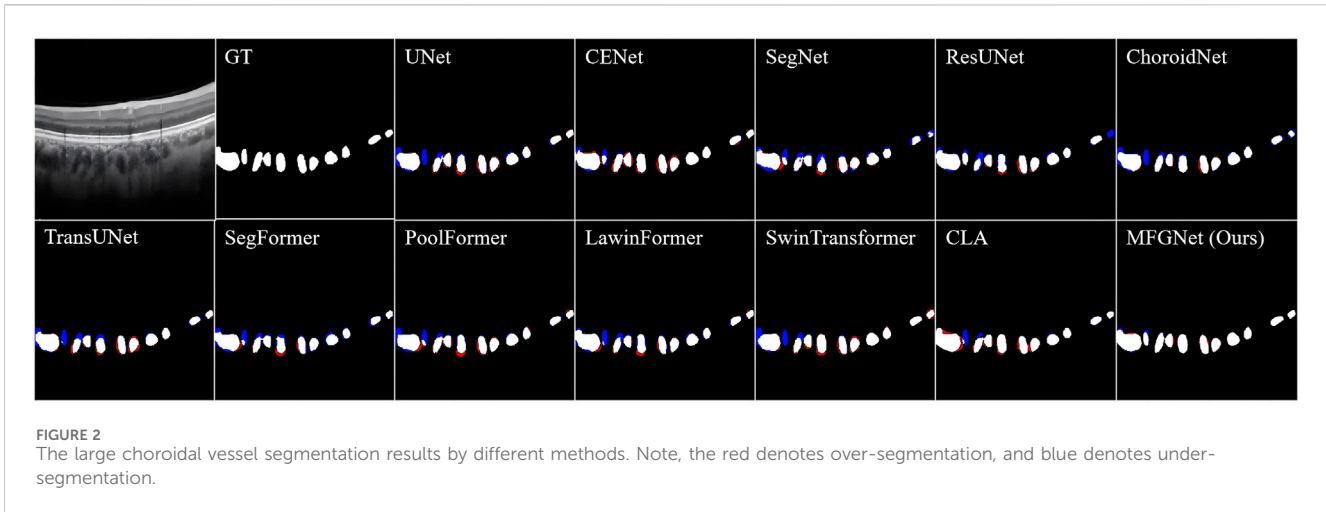 GT
UNet
CENet
SegNet
ResUNet
ChoroidNet
TransUNet
SegFormer
PoolFormer
LawinFormer
SwinTransformer
CLA
MFGNet (Ours)
FIGURE 2
The large choroidal vessel segmentation results by different methods. Note, the red denotes over-segmentation, and blue denotes under-
segmentation.